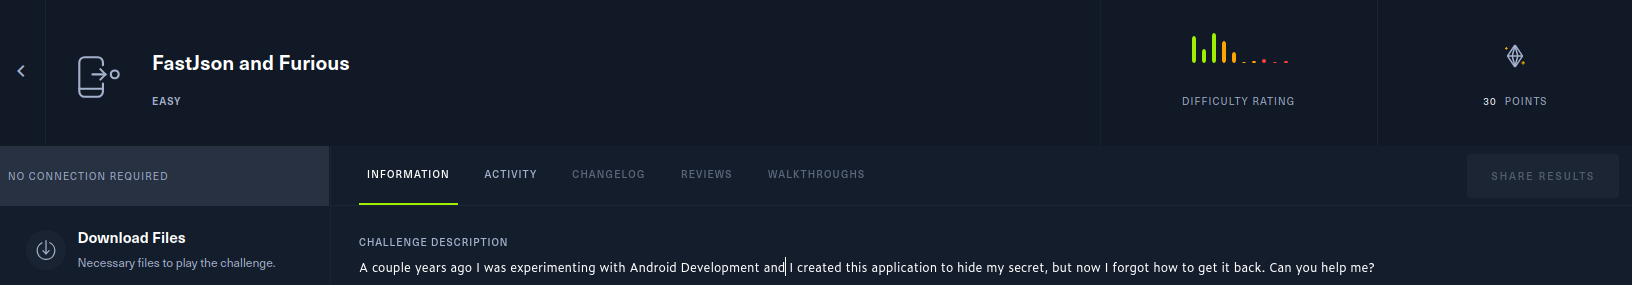 FastJson and Furious
EASY
DIFFICULTY RATING
30 POINTS
NO CONNECTION REQUIRED
INFORMATION ACTIVITY CHANGELOG REVIEWS WALKTHROUGHS
SHARE RESULTS
Download Files
Necessary files to play the challenge.
CHALLENGE DESCRIPTION
A couple years ago I was experimenting with Android Development and I created this application to hide my secret, but now I forgot how to get it back. Can you help me?